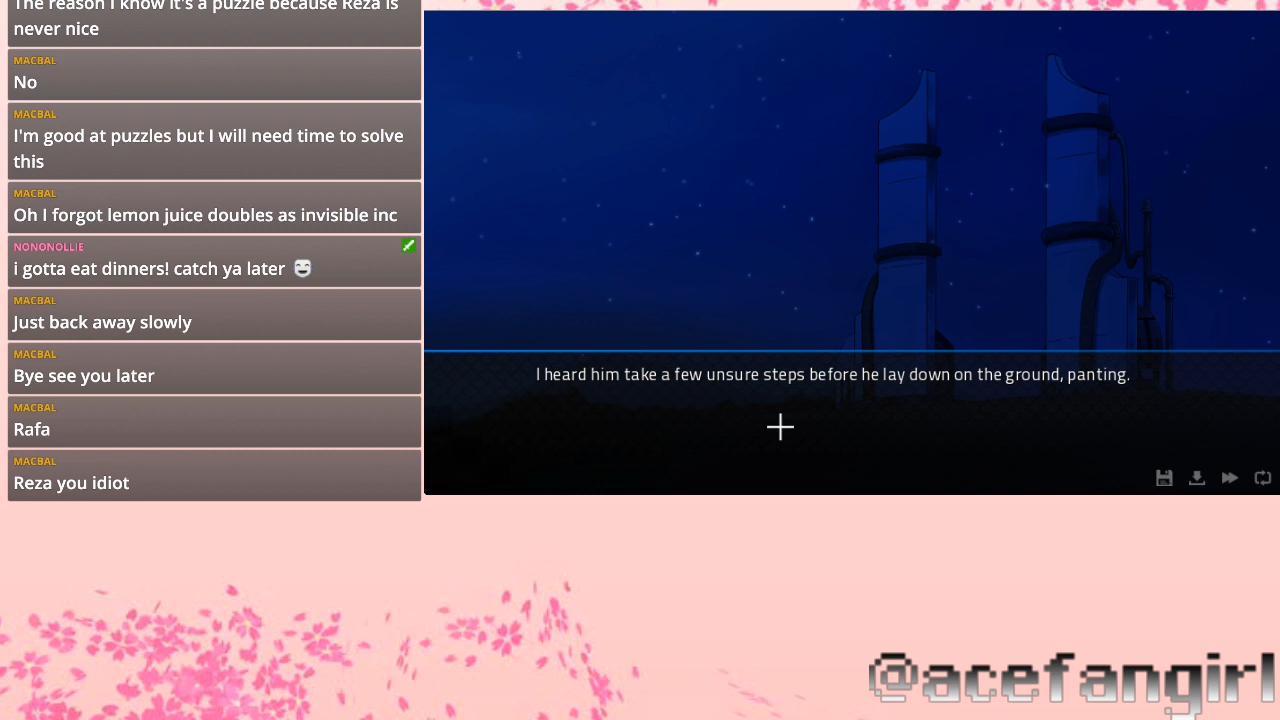 The reason I know it's a puzzle because Reza is
never nice
MACBAL
No
MACBAL
I'm good at puzzles but I will need time to solve
this
MACBAL
Oh I forgot lemon juice doubles as invisible inc
NONONOLLIE
i gotta eat dinners! catch ya later
MACBAL
Just back away slowly
MACBAL
Bye see you later
MACBAL
Rafa
MACBAL
Reza you idiot
I heard him take a few unsure steps before he lay down on the ground, panting.
@acefangirl